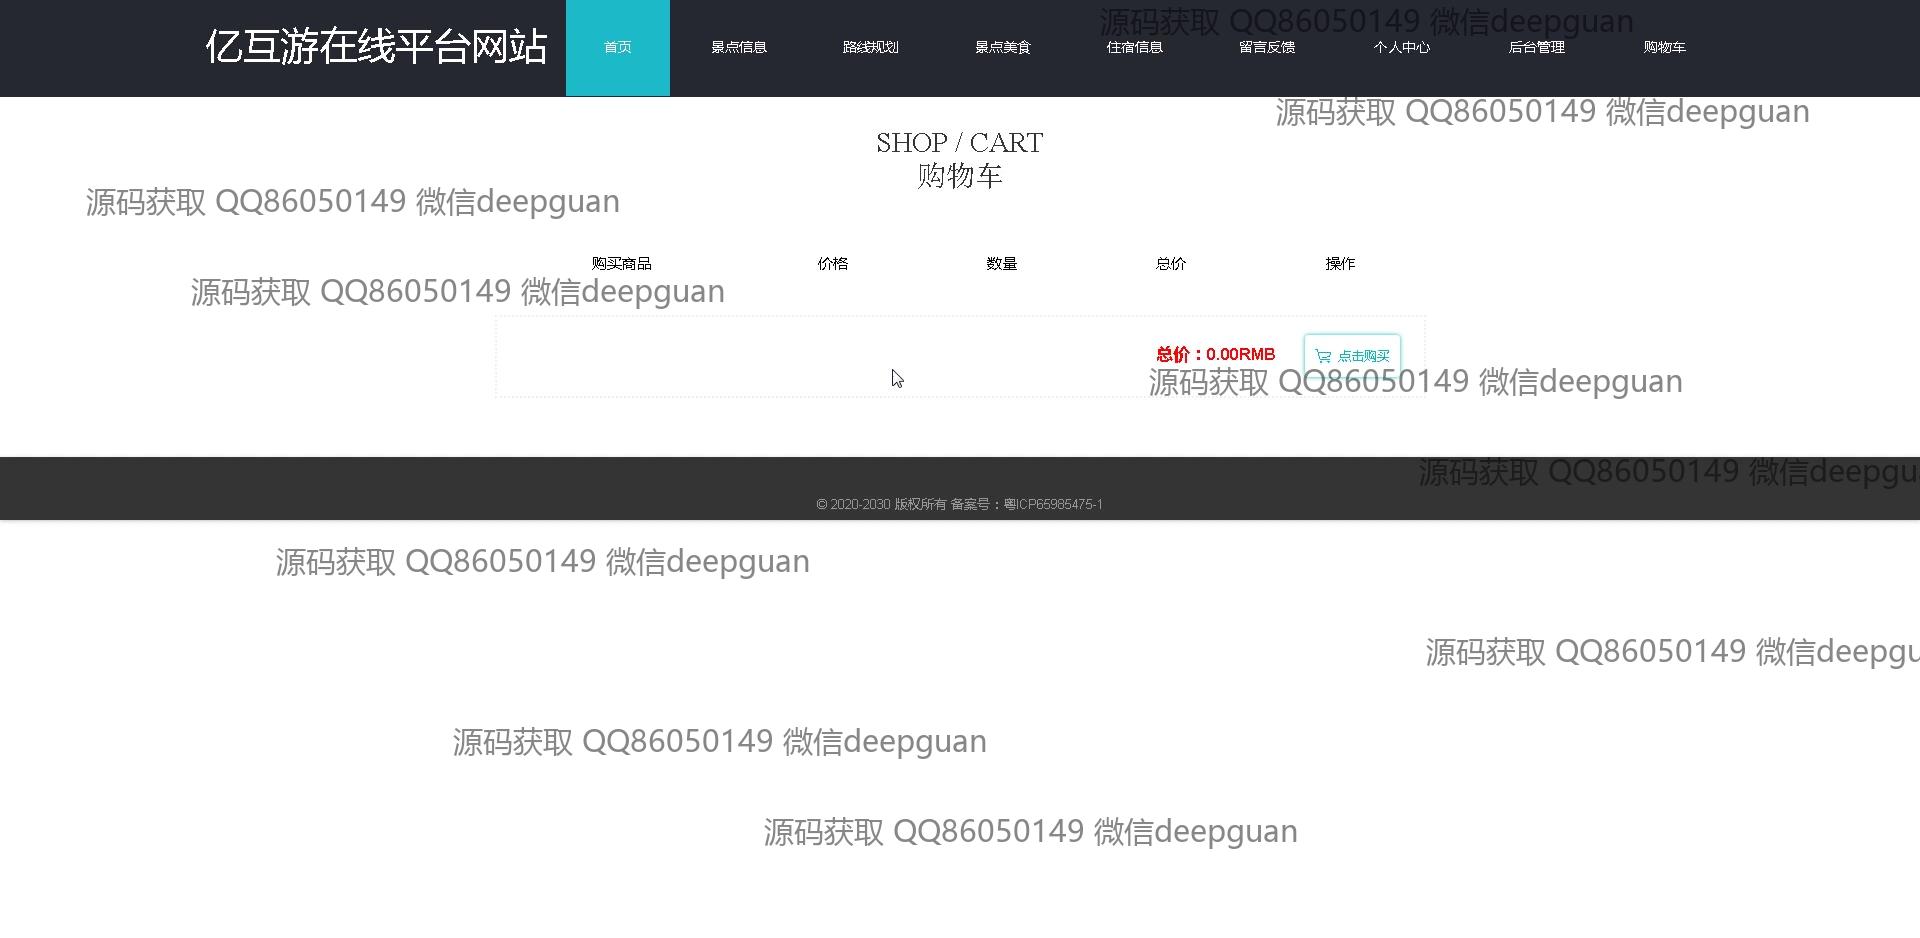 亿互游在线平台网站 首页 景点信息 路线规划 景点美食 住宿信息 留言反馈 个人中心 后台管理 购物车
源码获取 QQ86050149 微信deepguan
源码获取 QQ86050149 微信deepguan
SHOP / CART
购物车
源码获取 QQ86050149 微信deepguan
购买商品 价格 数量 总价 操作
源码获取 QQ86050149 微信deepguan
总价：0.00RMB 点击购买
源码获取 QQ86050149 微信deepguan
源码获取 QQ86050149 微信deepgu
© 2020-2030 版权所有 备案号：粤ICP65985475-1
源码获取 QQ86050149 微信deepguan
源码获取 QQ86050149 微信deepgu
源码获取 QQ86050149 微信deepguan
源码获取 QQ86050149 微信deepguan